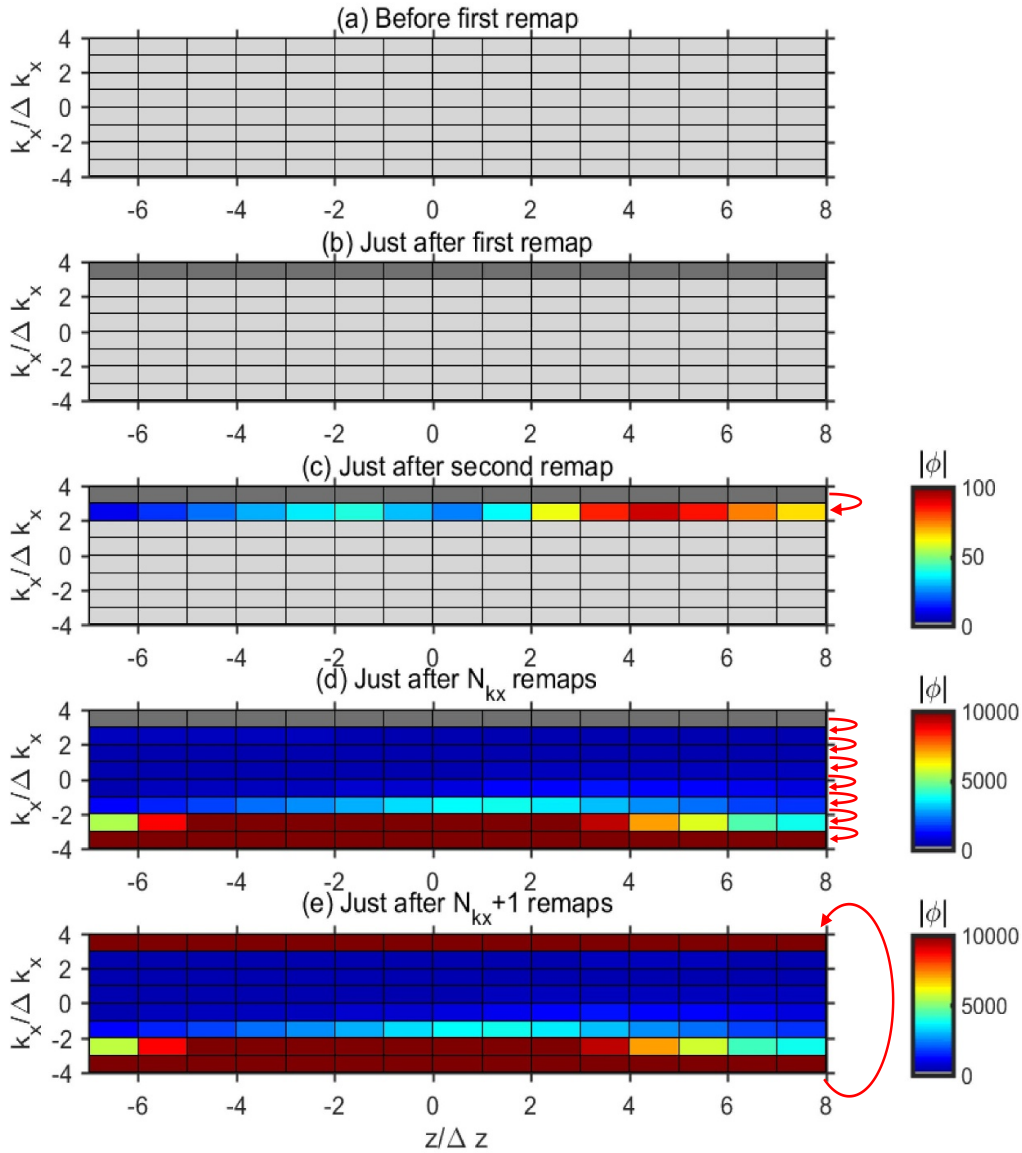 (a) Before first remap
k_x/Δ k_x
4
2
0
-2
-4
-6 -4 -2 0 2 4 6 8
(b) Just after first remap
k_x/Δ k_x
4
2
0
-2
-4
-6 -4 -2 0 2 4 6 8
(c) Just after second remap
k_x/Δ k_x
4
2
0
-2
-4
-6 -4 -2 0 2 4 6 8
|ϕ|
100
50
0
(d) Just after N_kx remaps
k_x/Δ k_x
4
2
0
-2
-4
-6 -4 -2 0 2 4 6 8
|ϕ|
10000
5000
0
(e) Just after N_kx+1 remaps
k_x/Δ k_x
4
2
0
-2
-4
-6 -4 -2 0 2 4 6 8
z/Δ z
|ϕ|
10000
5000
0